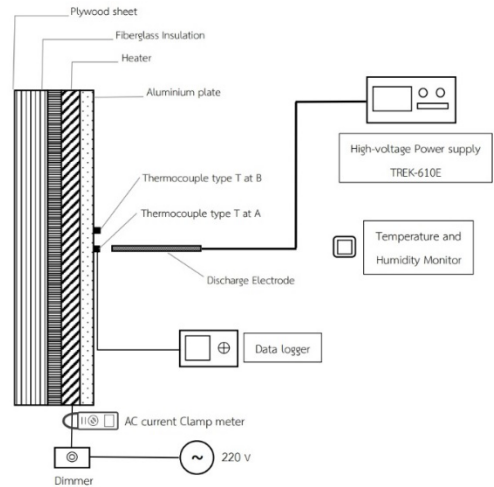 Plywood sheet
Fiberglass Insulation
Heater
Aluminium plate
High-voltage Power supply
TREK-610E
Thermocouple type T at B
Thermocouple type T at A
Temperature and
Humidity Monitor
Discharge Electrode
Data logger
AC current Clamp meter
~
220 V
Dimmer